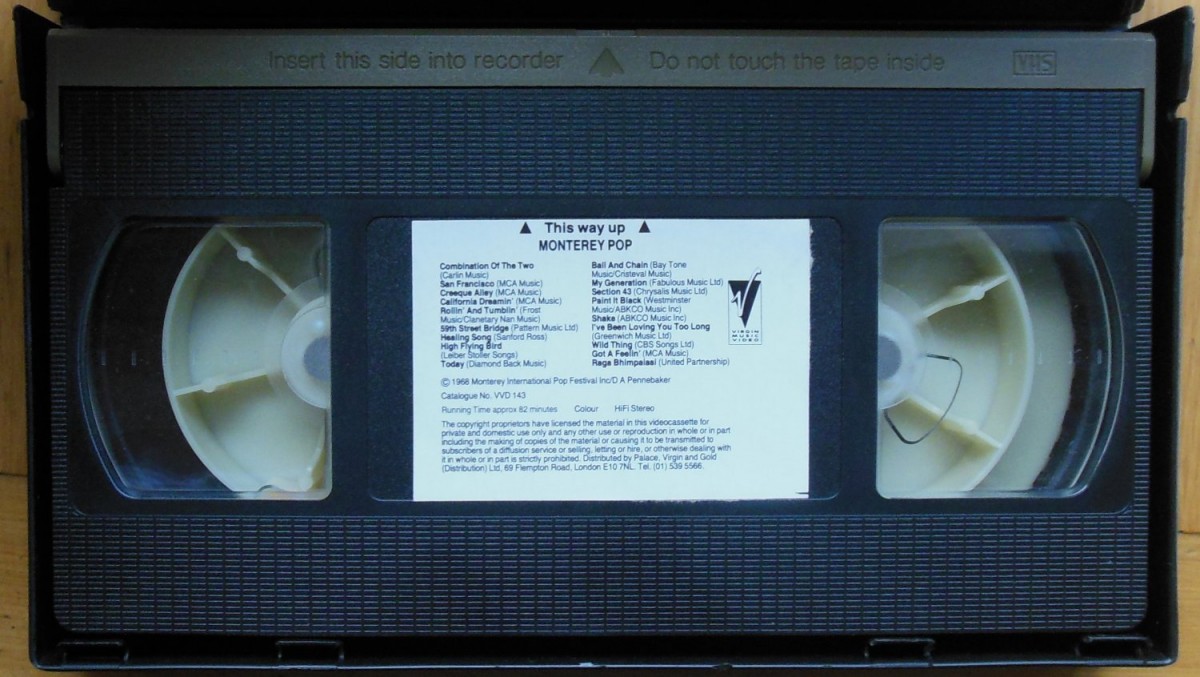 Insert this side into recorder ▲ Do not touch the tape inside VHS
▲ This way up ▲
MONTEREY POP
Combination Of The Two
(Carlin Music)
San Francisco (MCA Music)
Creeque Alley (MCA Music)
California Dreamin' (MCA Music)
Rollin' And Tumblin' (Frost
Music/Clanetary Nan Music)
59th Street Bridge (Pattern Music Ltd)
Healing Song (Sanford Ross)
High Flying Bird
(Leiber Stoller Songs)
Today (Diamond Back Music)
Ball And Chain (Bay Tone
Music/Cristeval Music)
My Generation (Fabulous Music Ltd)
Section 43 (Chrysalis Music Ltd)
Paint It Black (Westminster
Music/ABKCO Music Inc)
Shake (ABKCO Music Inc)
I've Been Loving You Too Long
(Greenwich Music Ltd)
Wild Thing (CBS Songs Ltd)
Got A Feelin' (MCA Music)
Raga Bhimpalasi (United Partnership)
VIRGIN
MUSIC
VIDEO
© 1968 Monterey International Pop Festival Inc/D A Pennebaker
Catalogue No. VVD 143
Running Time approx 82 minutes Colour HiFi Stereo
The copyright proprietors have licensed the material in this videocassette for
private and domestic use only and any other use or reproduction in whole or in part
including the making of copies of the material or causing it to be transmitted to
subscribers of a diffusion service or selling, letting or hire, or otherwise dealing with
it in whole or in part is strictly prohibited. Distributed by Palace, Virgin and Gold
(Distribution) Ltd, 69 Flempton Road, London E10 7NL. Tel. (01) 539 5566.